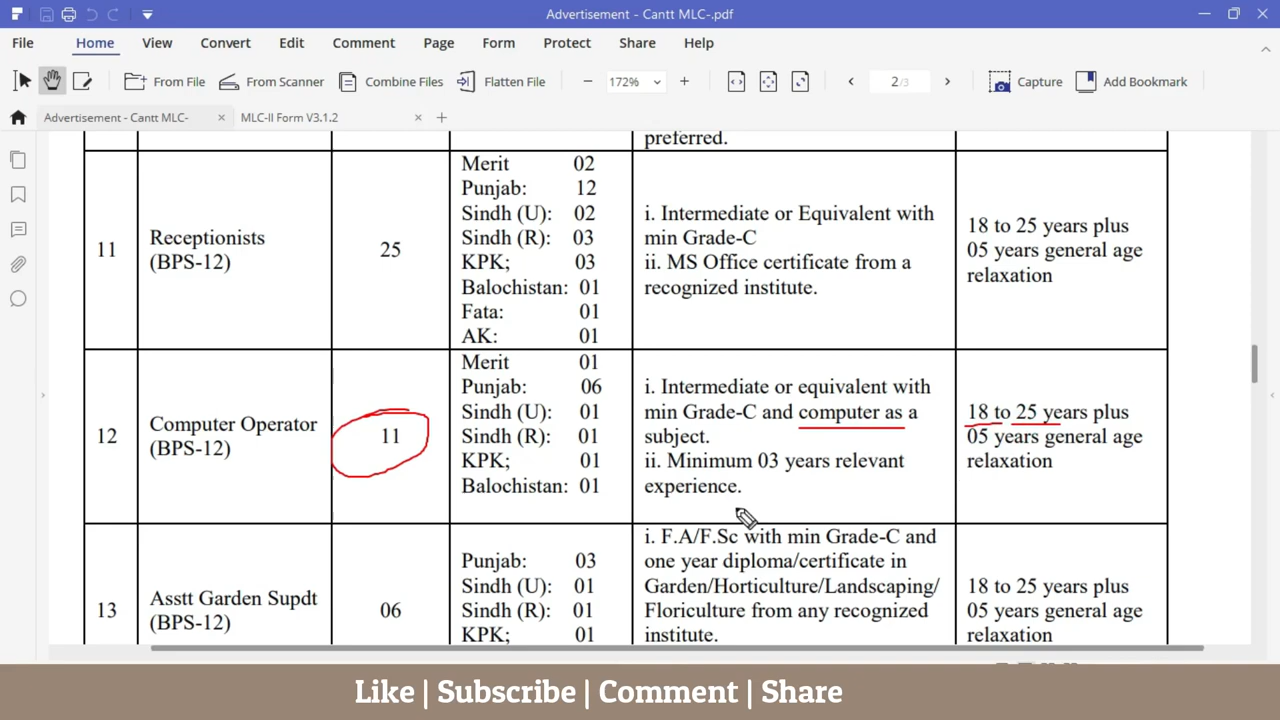 Advertisement - Cantt MLC-.pdf
File Home View Convert Edit Comment Page Form Protect Share Help
From File From Scanner Combine Files Flatten File 172% 2/3 Capture Add Bookmark
Advertisement - Cantt MLC- MLC-II Form V3.1.2
preferred.
11
Receptionists
(BPS-12)
25
Merit 02
Punjab: 12
Sindh (U): 02
Sindh (R): 03
KPK; 03
Balochistan: 01
Fata: 01
AK: 01
i. Intermediate or Equivalent with
min Grade-C
ii. MS Office certificate from a
recognized institute.
18 to 25 years plus
05 years general age
relaxation
12
Computer Operator
(BPS-12)
11
Merit 01
Punjab: 06
Sindh (U): 01
Sindh (R): 01
KPK; 01
Balochistan: 01
i. Intermediate or equivalent with
min Grade-C and computer as a
subject.
ii. Minimum 03 years relevant
experience.
18 to 25 years plus
05 years general age
relaxation
13
Asstt Garden Supdt
(BPS-12)
06
Punjab: 03
Sindh (U): 01
Sindh (R): 01
KPK; 01
i. F.A/F.Sc with min Grade-C and
one year diploma/certificate in
Garden/Horticulture/Landscaping/
Floriculture from any recognized
institute.
18 to 25 years plus
05 years general age
relaxation
Like | Subscribe | Comment | Share